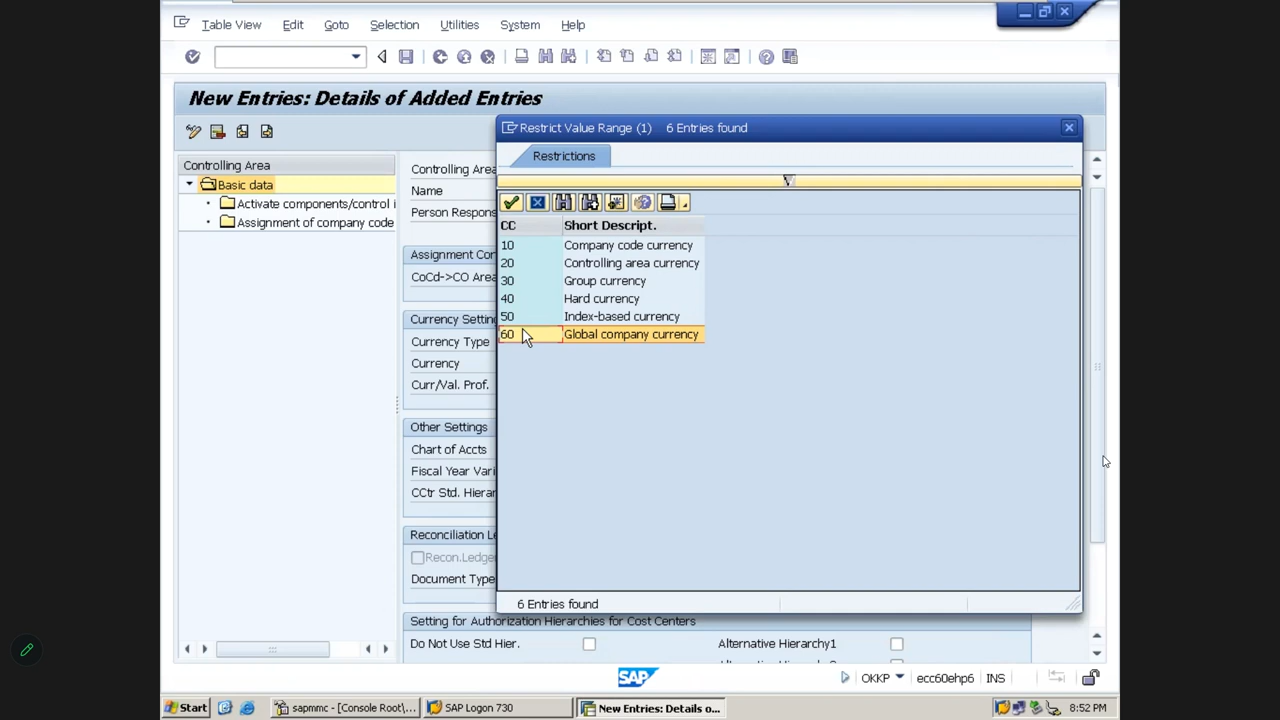 Table View Edit Goto Selection Utilities System Help
New Entries: Details of Added Entries
Controlling Area
Basic data
Activate components/control i
Assignment of company code
Controlling Area
Name
Person Respons
Assignment Con
CoCd->CO Area
Currency Settin
Currency Type
Currency
Curr/Val. Prof.
Other Settings
Chart of Accts
Fiscal Year Vari
CCtr Std. Hierar
Reconciliation Le
Recon.Ledge
Document Type
Setting for Authorization Hierarchies for Cost Centers
Do Not Use Std Hier. Alternative Hierarchy1
Restrict Value Range (1) 6 Entries found
Restrictions
CC Short Descript.
10 Company code currency
20 Controlling area currency
30 Group currency
40 Hard currency
50 Index-based currency
60 Global company currency
6 Entries found
SAP OKKP ecc60ehp6 INS
Start sapmmc - [Console Root\... SAP Logon 730 New Entries: Details o... 8:52 PM